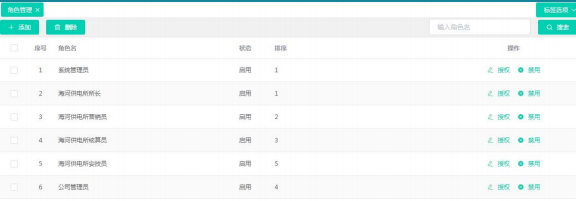 角色管理 ×
标签选项
+ 添加 删除 输入角色名 搜索
序号 角色名 状态 排序 操作
1 系统管理员 启用 1 授权 禁用
2 海河供电所所长 启用 1 授权 禁用
3 海河供电所营销员 启用 2 授权 禁用
4 海河供电所核算员 启用 3 授权 禁用
5 海河供电所安技员 启用 5 授权 禁用
6 公司管理员 启用 4 授权 禁用